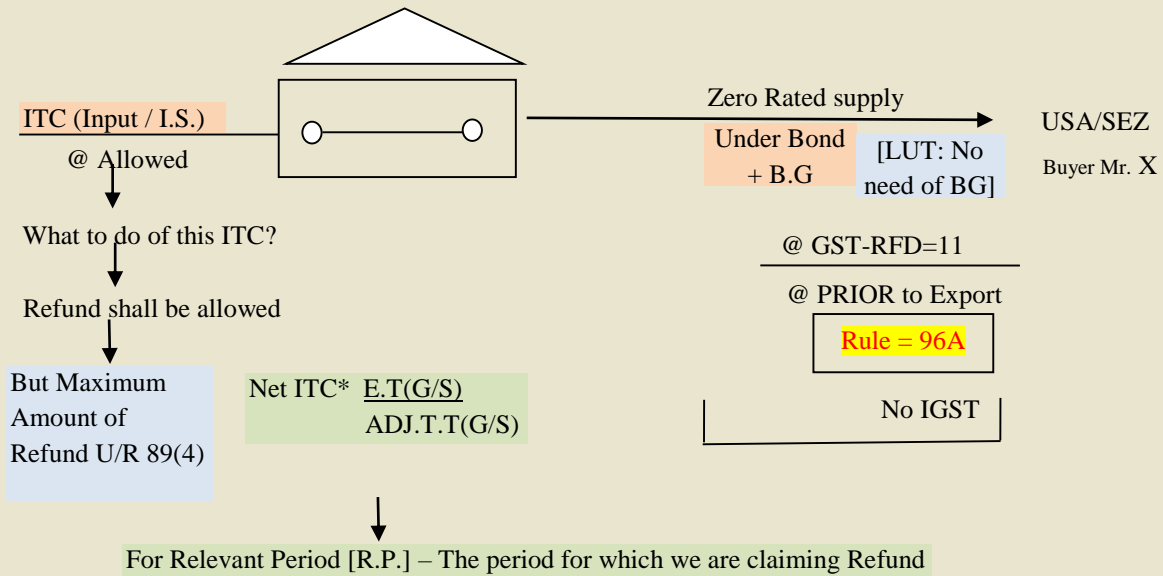 ITC (Input / I.S.)
@ Allowed
What to do of this ITC?
Refund shall be allowed
But Maximum
Amount of
Refund U/R 89(4)
Net ITC* E.T(G/S)
ADJ.T.T(G/S)
Zero Rated supply
Under Bond
+ B.G
[LUT: No
need of BG]
USA/SEZ
Buyer Mr. X
@ GST-RFD=11
@ PRIOR to Export
Rule = 96A
No IGST
For Relevant Period [R.P.] – The period for which we are claiming Refund